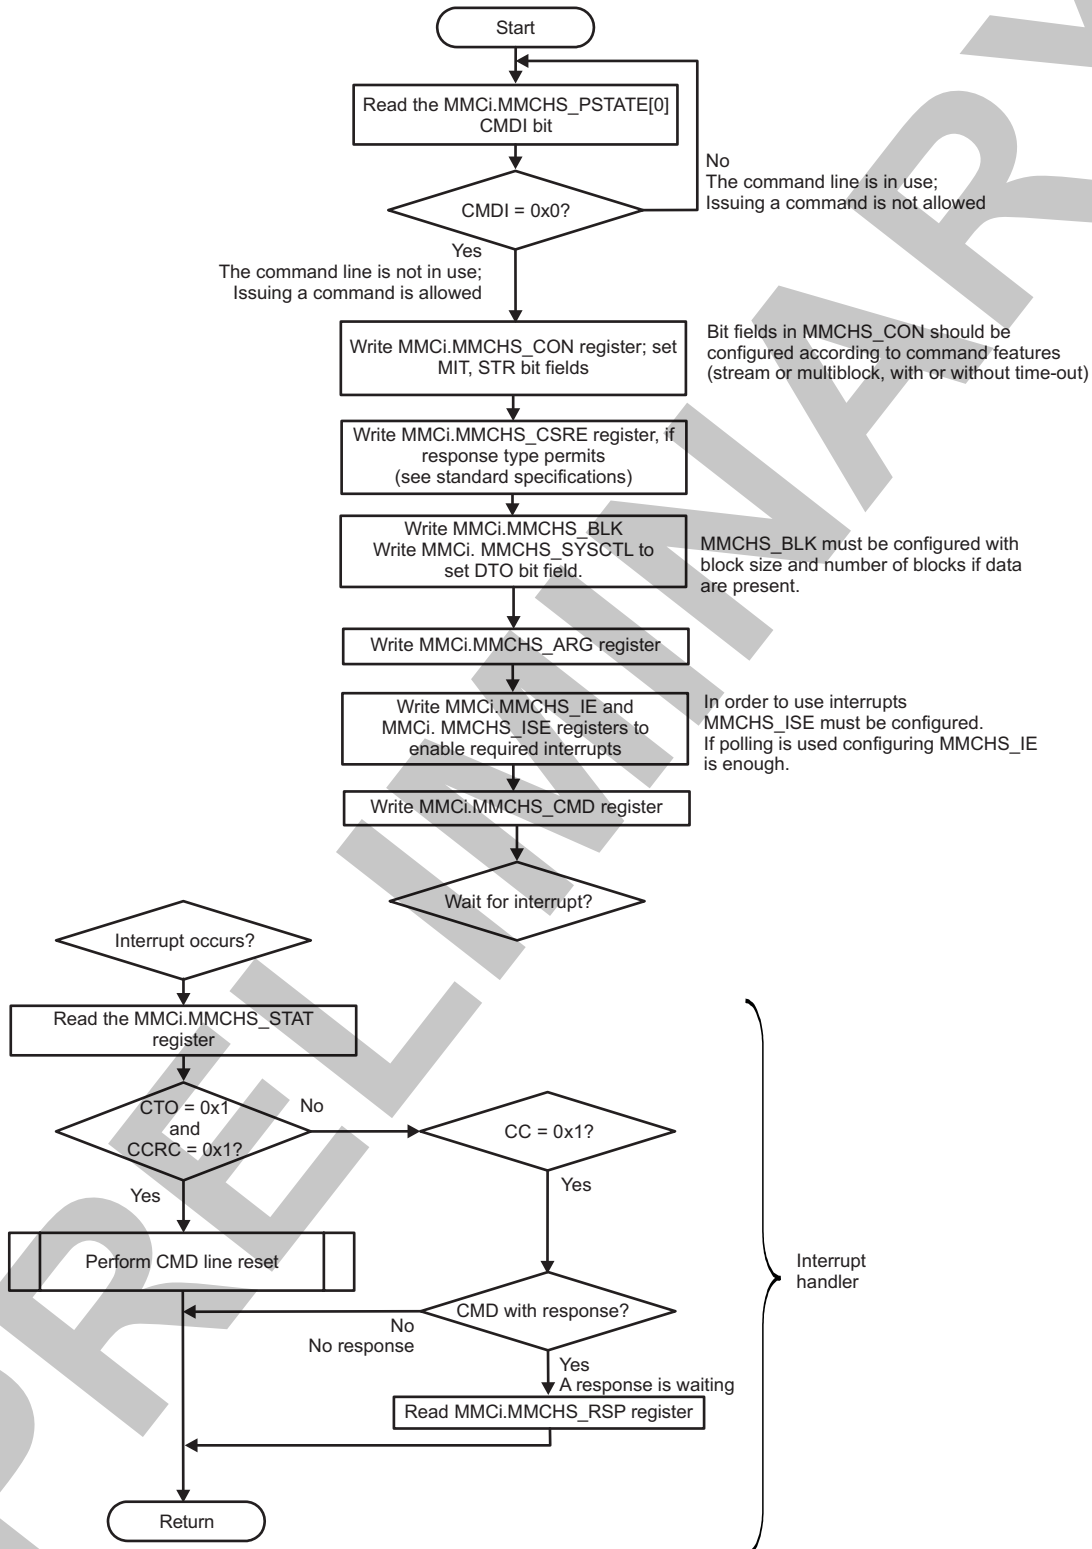 Start
Read the MMCi.MMCHS_PSTATE[0]
CMDI bit
No
The command line is in use;
Issuing a command is not allowed
CMDI = 0x0?
Yes
The command line is not in use;
Issuing a command is allowed
Write MMCi.MMCHS_CON register; set
MIT, STR bit fields
Bit fields in MMCHS_CON should be
configured according to command features
(stream or multiblock, with or without time-out)
Write MMCi.MMCHS_CSRE register, if
response type permits
(see standard specifications)
Write MMCi.MMCHS_BLK
Write MMCi. MMCHS_SYSCTL to
set DTO bit field.
MMCHS_BLK must be configured with
block size and number of blocks if data
are present.
Write MMCi.MMCHS_ARG register
Write MMCi.MMCHS_IE and
MMCi. MMCHS_ISE registers to
enable required interrupts
In order to use interrupts
MMCHS_ISE must be configured.
If polling is used configuring MMCHS_IE
is enough.
Write MMCi.MMCHS_CMD register
Wait for interrupt?
Interrupt occurs?
Read the MMCi.MMCHS_STAT
register
CTO = 0x1
and
CCRC = 0x1?
No
CC = 0x1?
Yes
Yes
Perform CMD line reset
Interrupt
handler
CMD with response?
No
No response
Yes
A response is waiting
Read MMCi.MMCHS_RSP register
Return
PRELIMINARY